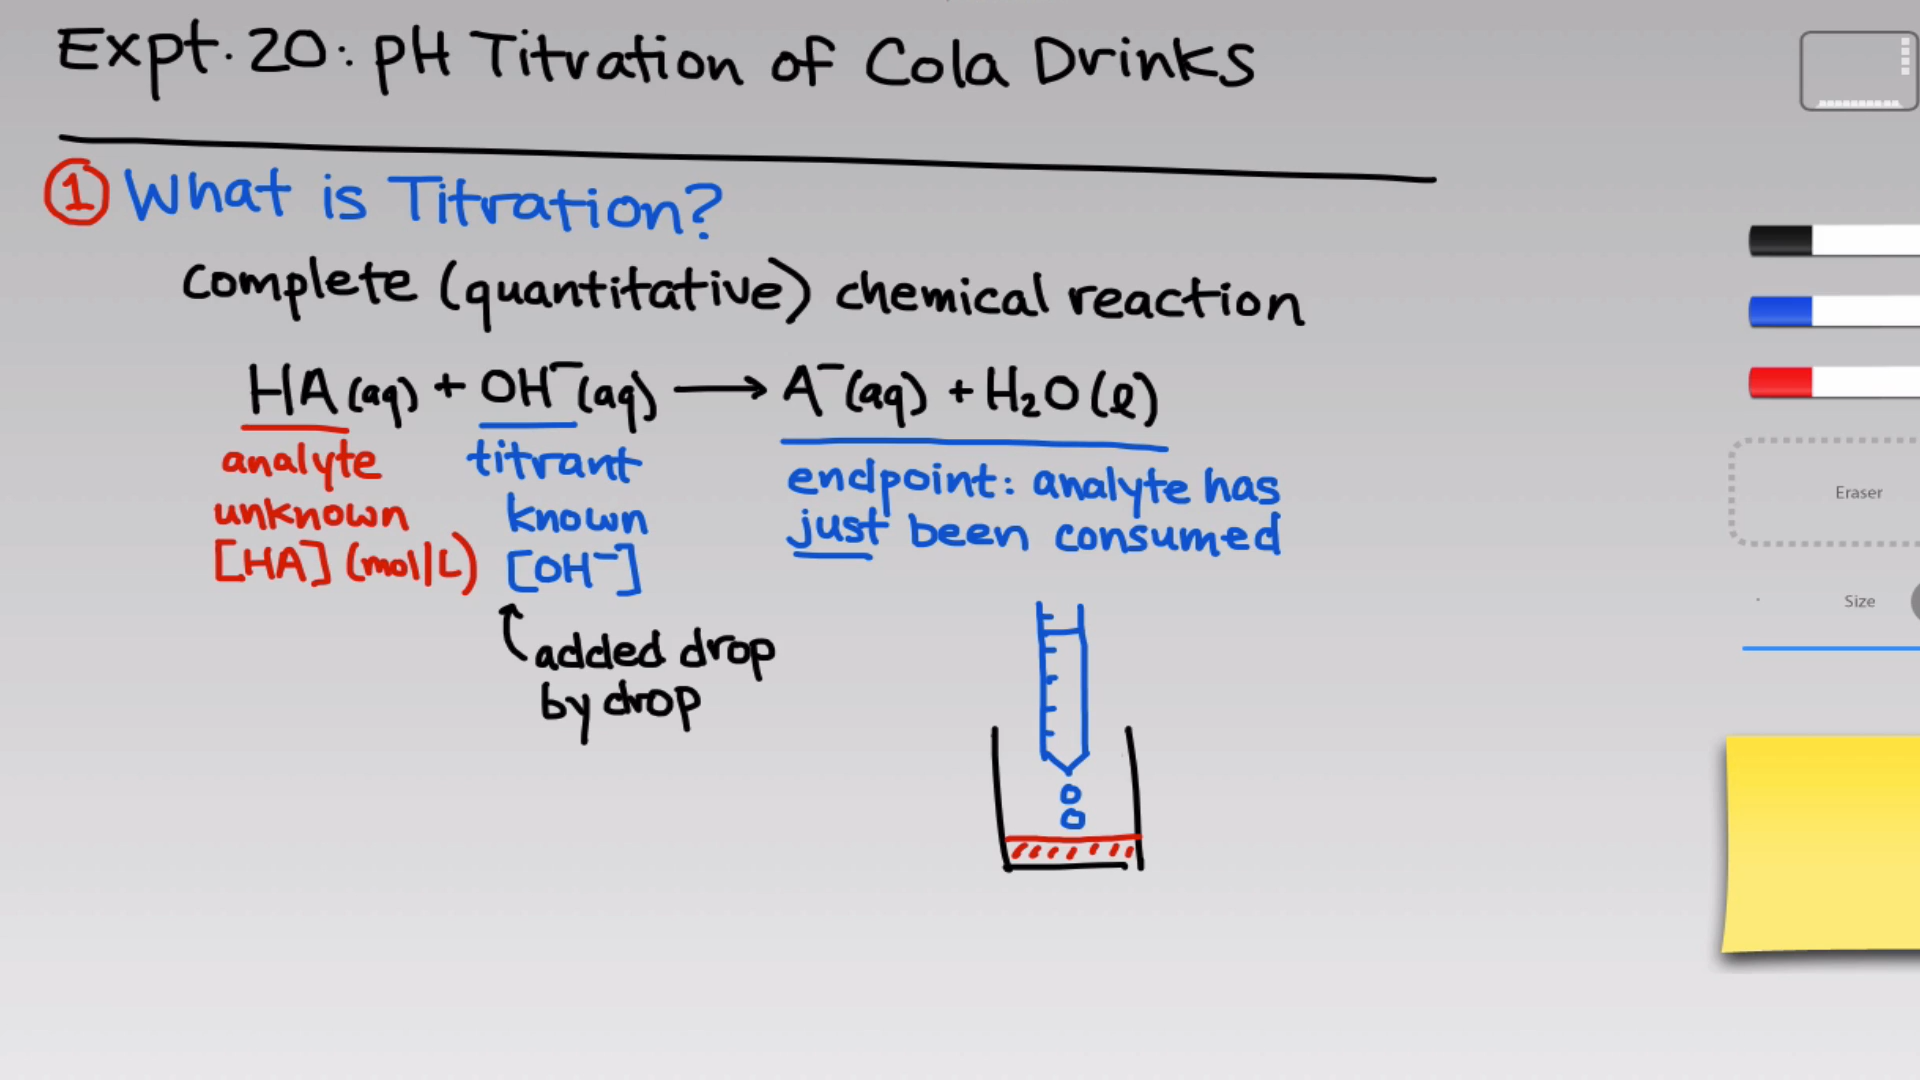 Expt. 20: pH Titration of Cola Drinks
① What is Titration?
complete (quantitative) chemical reaction
HA (aq) + OH⁻(aq) ⟶ A⁻(aq) + H₂O(l)
analyte titrant endpoint: analyte has
unknown known just been consumed
[HA] (mol/L) [OH⁻]
added drop
by drop
Eraser
Size